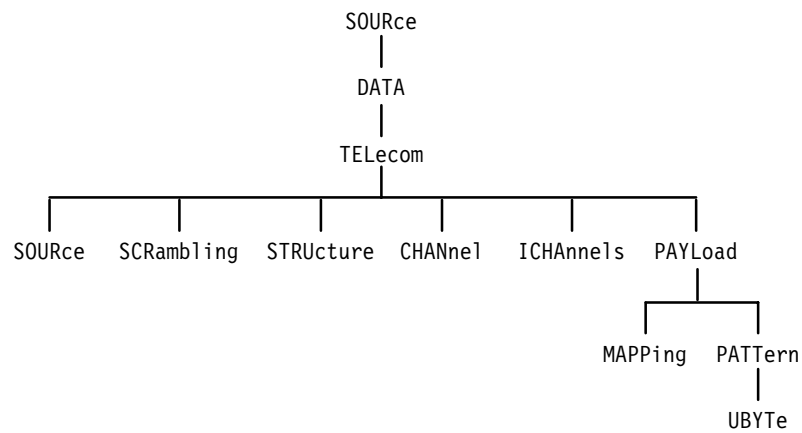 SOURce
DATA
TELecom
SOURce SCRambling STRUcture CHANnel ICHAnnels PAYLoad
MAPPing PATTern
UBYTe